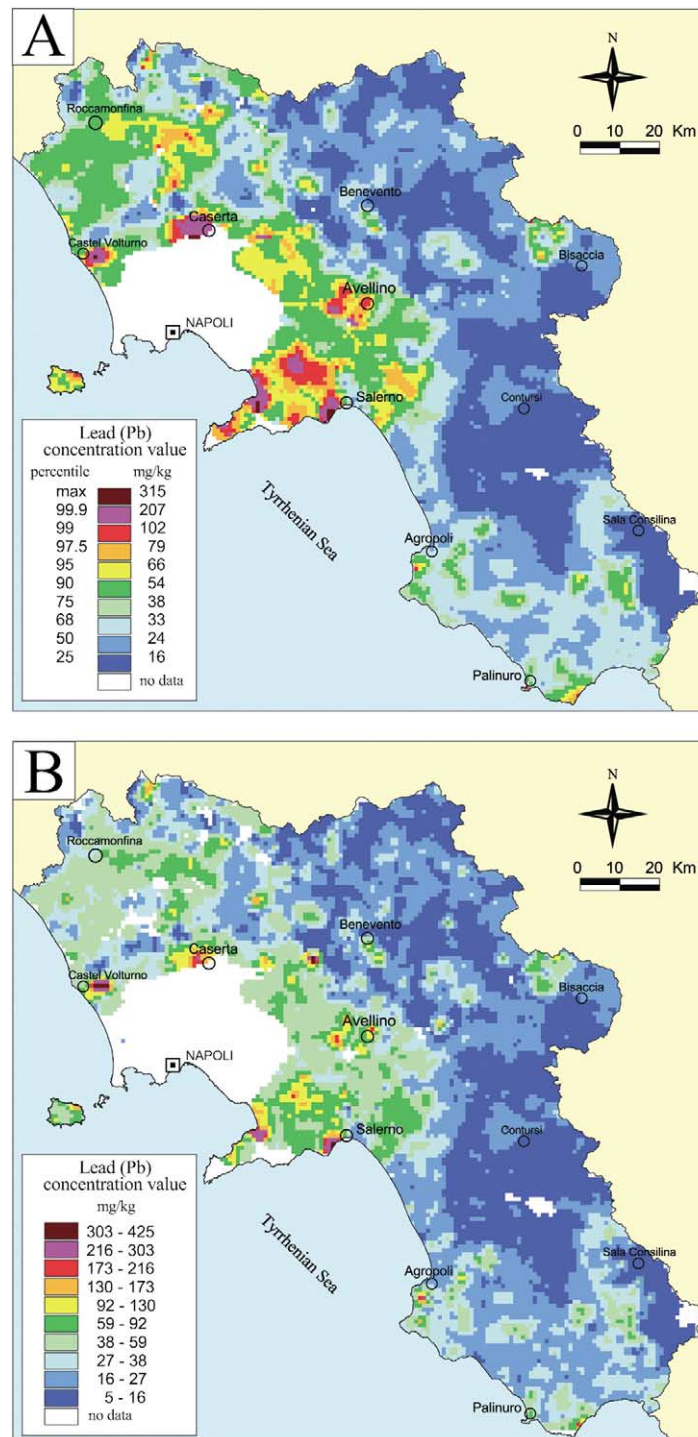 A
N
0 10 20 Km
Roccamonfina
Benevento
Caserta
Castel Volturno
Bisaccia
Avellino
NAPOLI
Salerno
Contursi
Lead (Pb)
concentration value
percentile mg/kg
max 315
99.9 207
99 102
97.5 79
95 66
90 54
75 38
68 33
50 24
25 16
no data
Tyrrhenian Sea
Sala Consilina
Agropoli
Palinuro
B
N
0 10 20 Km
Roccamonfina
Benevento
Caserta
Castel Volturno
Bisaccia
Avellino
NAPOLI
Salerno
Contursi
Lead (Pb)
concentration value
mg/kg
303 - 425
216 - 303
173 - 216
130 - 173
92 - 130
59 - 92
38 - 59
27 - 38
16 - 27
5 - 16
no data
Tyrrhenian Sea
Sala Consilina
Agropoli
Palinuro